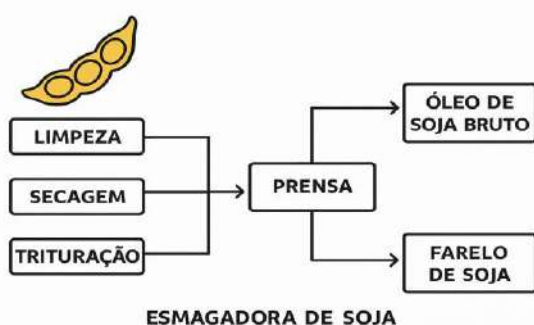 LIMPEZA
SECAGEM
TRITURAÇÃO
PRENSA
ÓLEO DE
SOJA BRUTO
FARELO
DE SOJA
ESMAGADORA DE SOJA